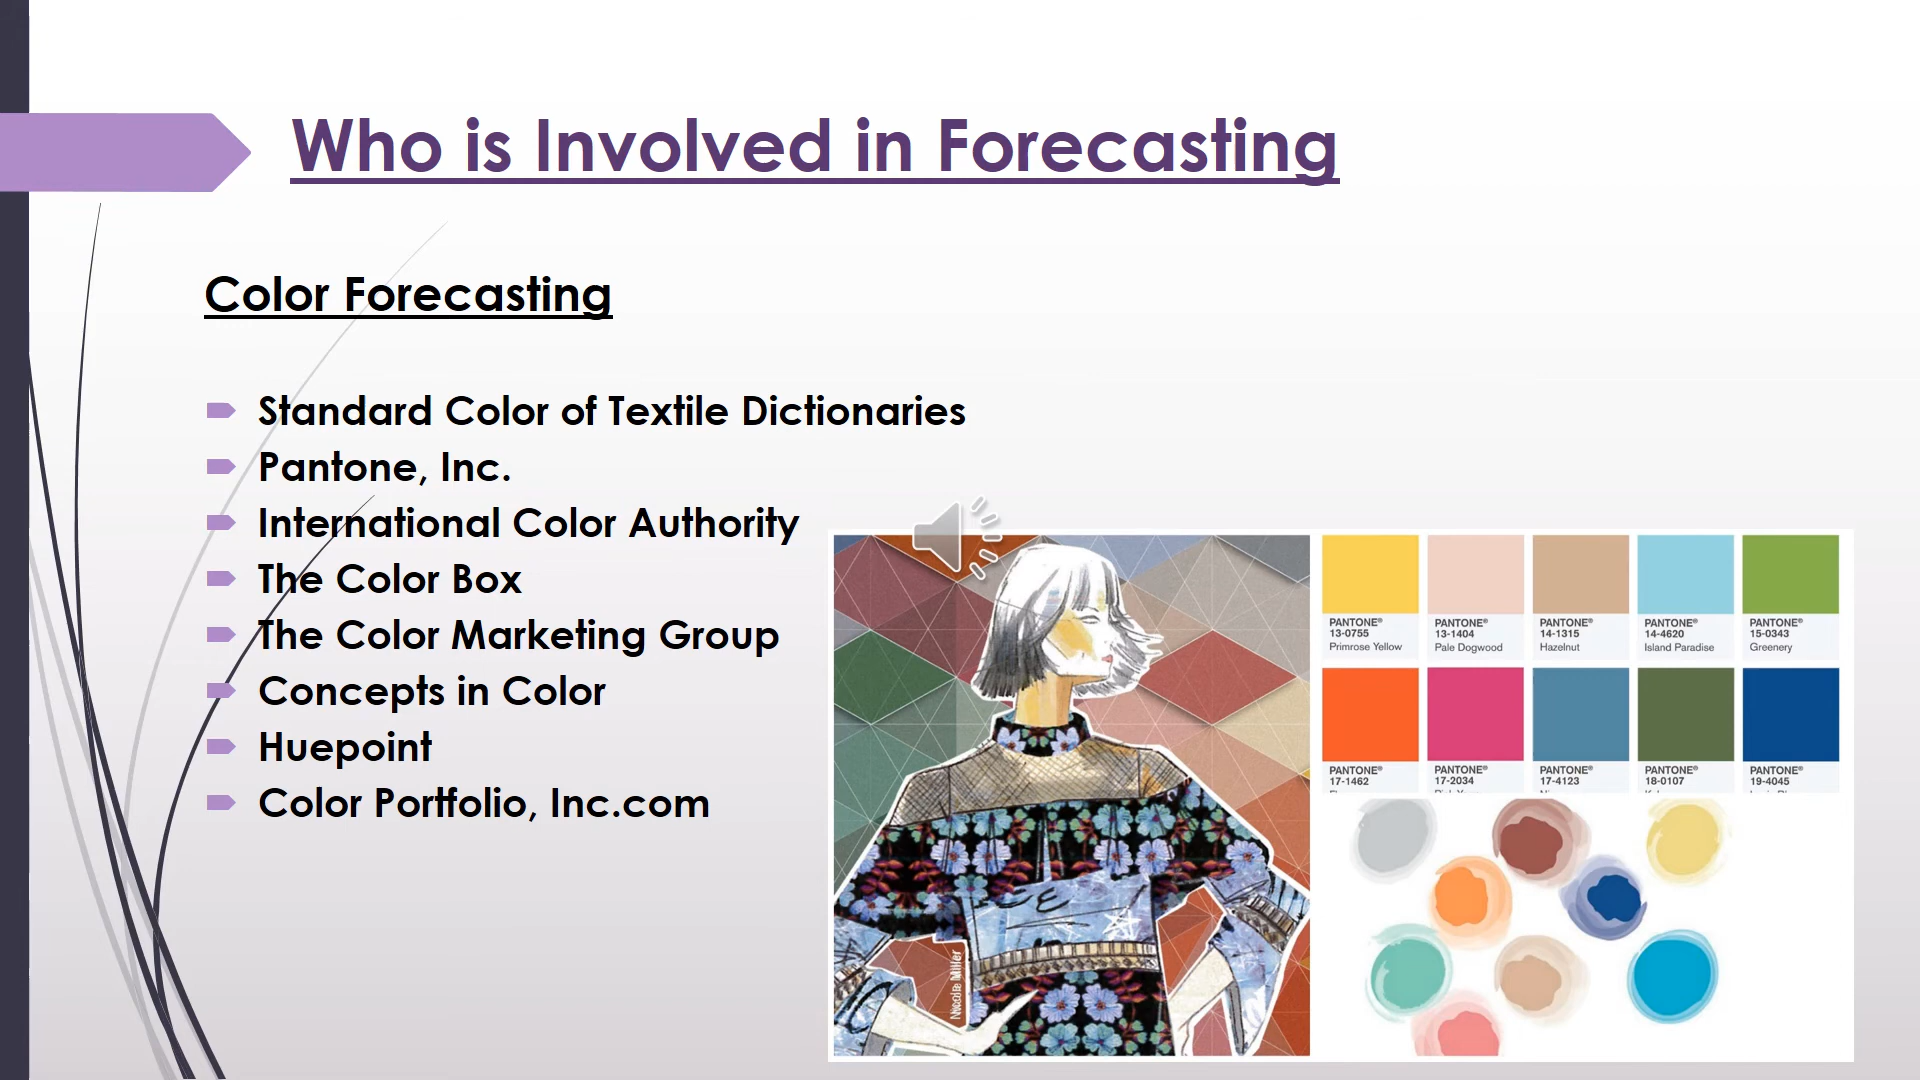 Who is Involved in Forecasting
Color Forecasting
Standard Color of Textile Dictionaries
Pantone, Inc.
International Color Authority
The Color Box
The Color Marketing Group
Concepts in Color
Huepoint
Color Portfolio, Inc.com
PANTONE®
13-0755
Primrose Yellow
PANTONE®
13-1404
Pale Dogwood
PANTONE®
14-1315
Hazelnut
PANTONE®
14-4620
Island Paradise
PANTONE®
15-0343
Greenery
PANTONE®
17-1462
PANTONE®
17-2034
PANTONE®
17-4123
PANTONE®
18-0107
PANTONE®
19-4045